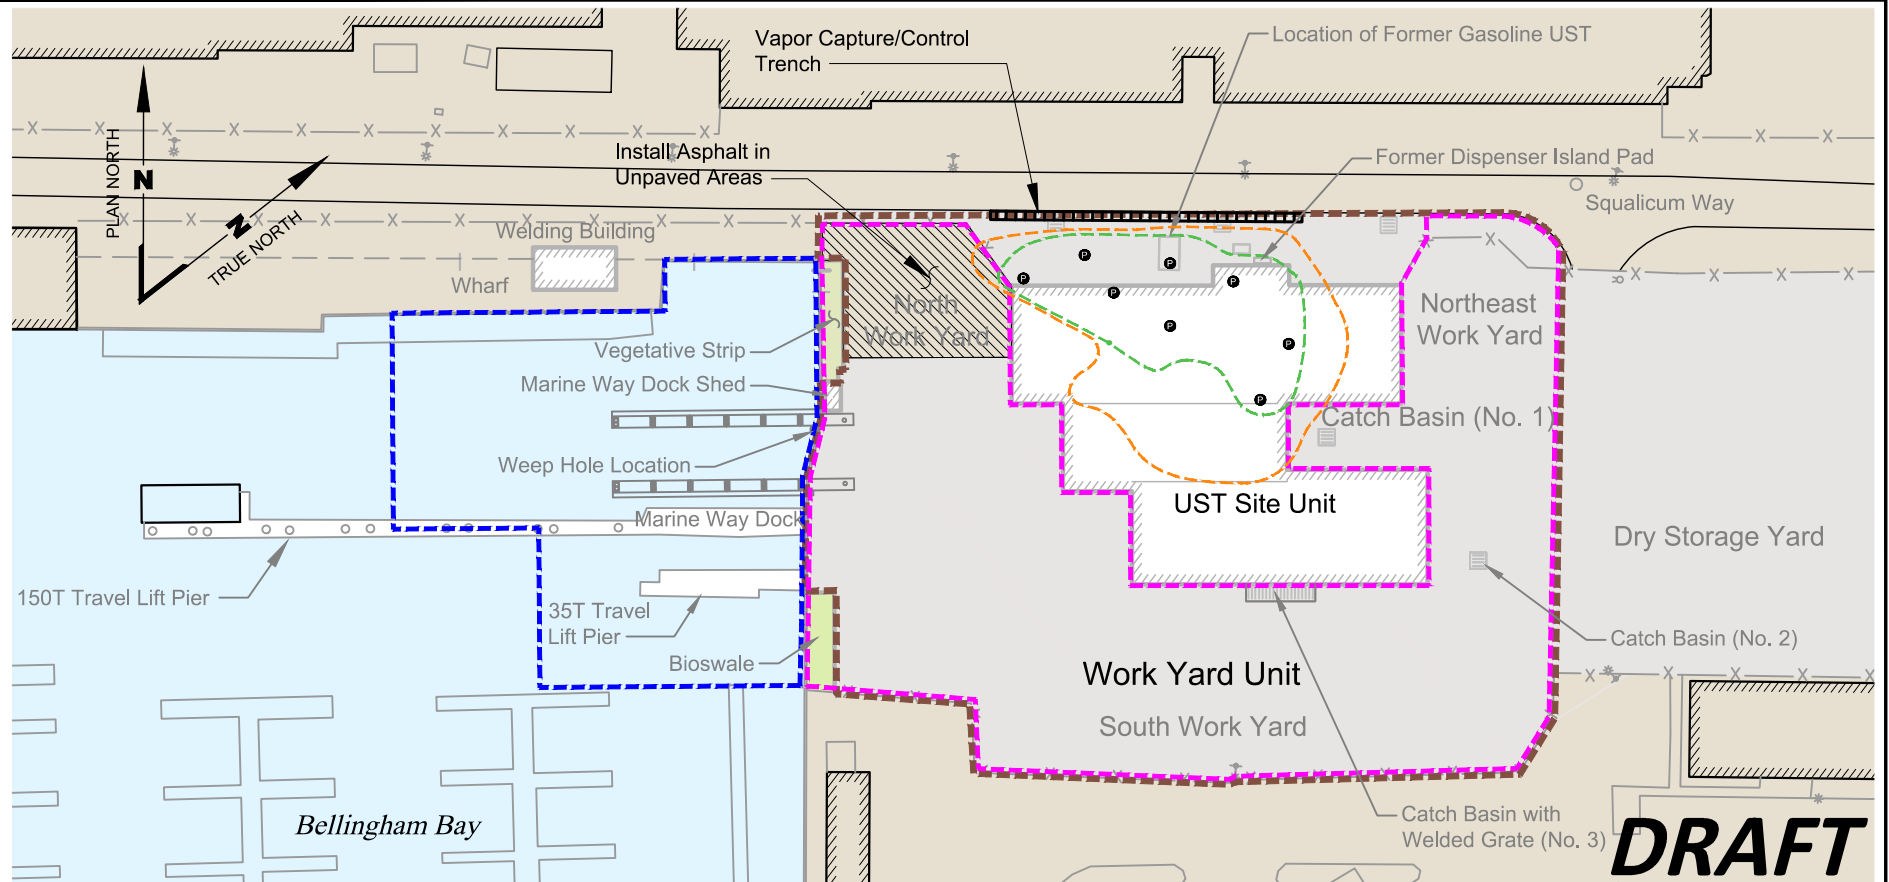 Vapor Capture/Control
Trench
Location of Former Gasoline UST
PLAN NORTH
N
N
TRUE NORTH
Install Asphalt in
Unpaved Areas
Former Dispenser Island Pad
Squalicum Way
Welding Building
Wharf
North
Work Yard
Northeast
Work Yard
Vegetative Strip
Marine Way Dock Shed
Catch Basin (No. 1)
Weep Hole Location
UST Site Unit
Marine Way Dock
Dry Storage Yard
150T Travel Lift Pier
35T Travel
Lift Pier
Bioswale
Catch Basin (No. 2)
Work Yard Unit
South Work Yard
Catch Basin with
Welded Grate (No. 3)
Bellingham Bay
DRAFT
P
P
P
P
P
P
P
P